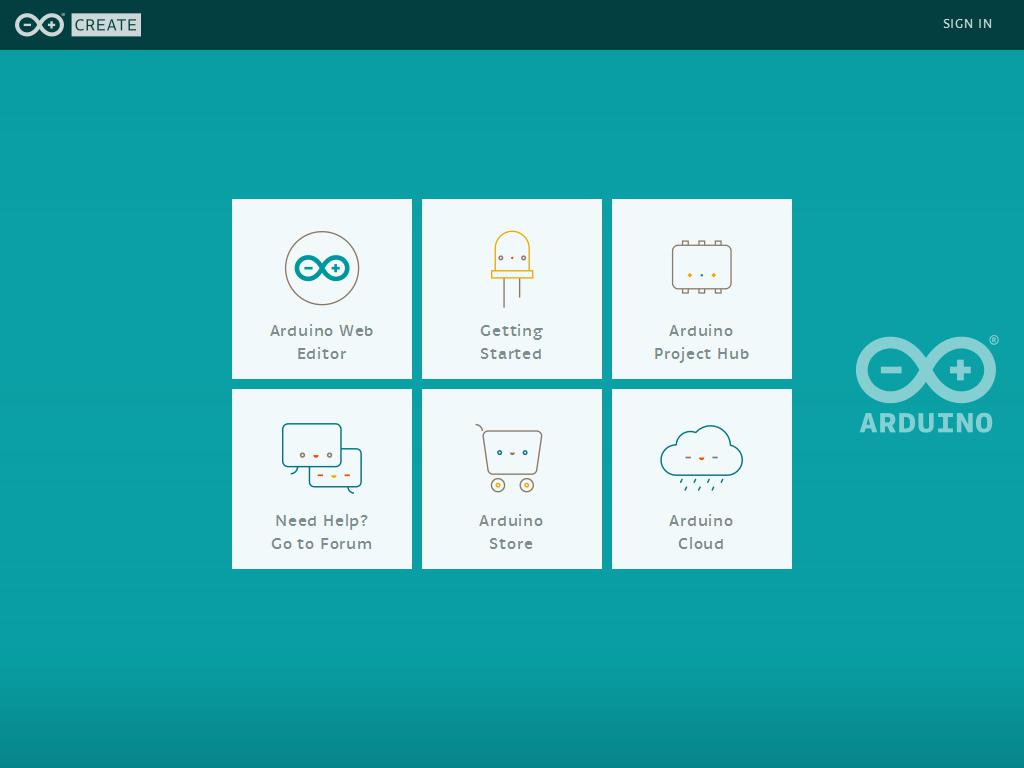 CREATE
SIGN IN
Arduino Web
Editor
Getting
Started
Arduino
Project Hub
®
ARDUINO
Need Help?
Go to Forum
Arduino
Store
Arduino
Cloud